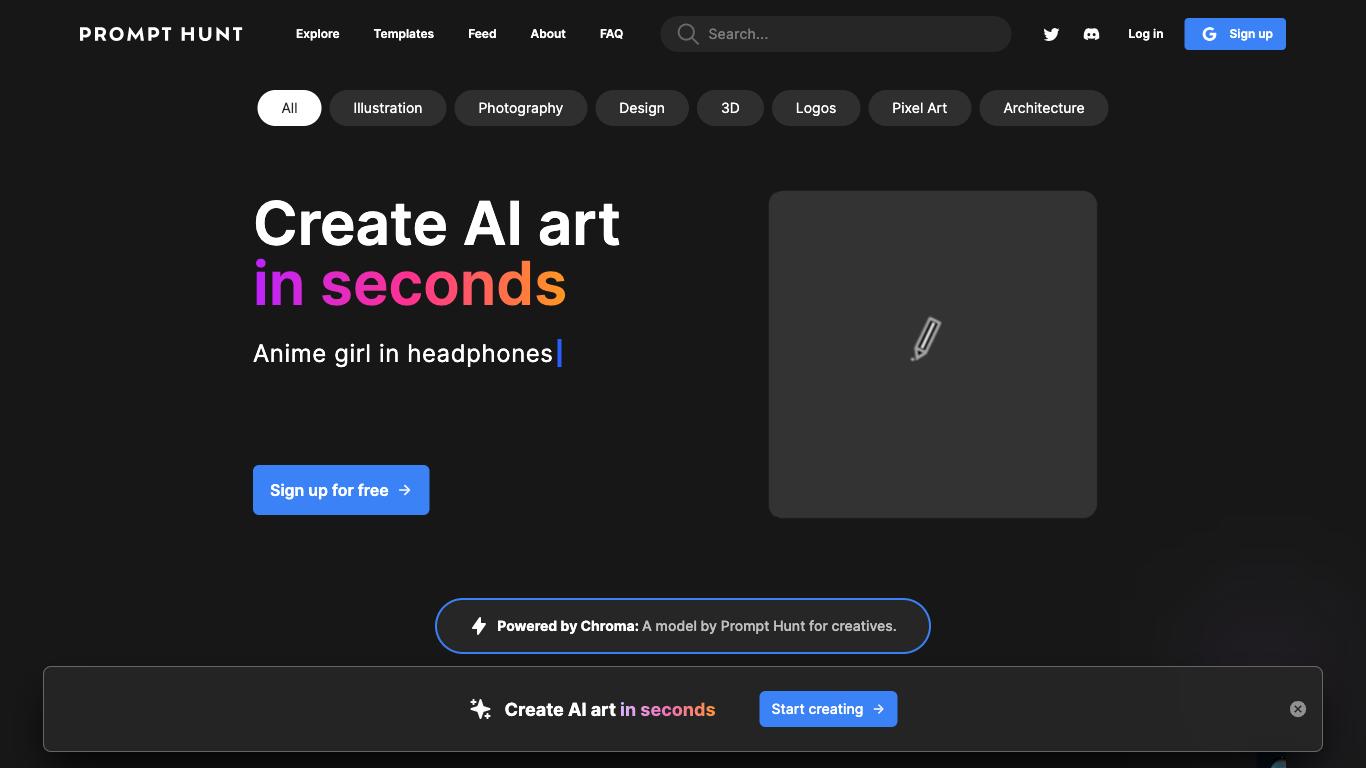 PROMPT HUNT
Explore Templates Feed About FAQ
Search...
Log in
Sign up
All Illustration Photography Design 3D Logos Pixel Art Architecture
Create AI art
in seconds
Anime girl in headphones
Sign up for free →
Powered by Chroma: A model by Prompt Hunt for creatives.
Create AI art in seconds
Start creating →